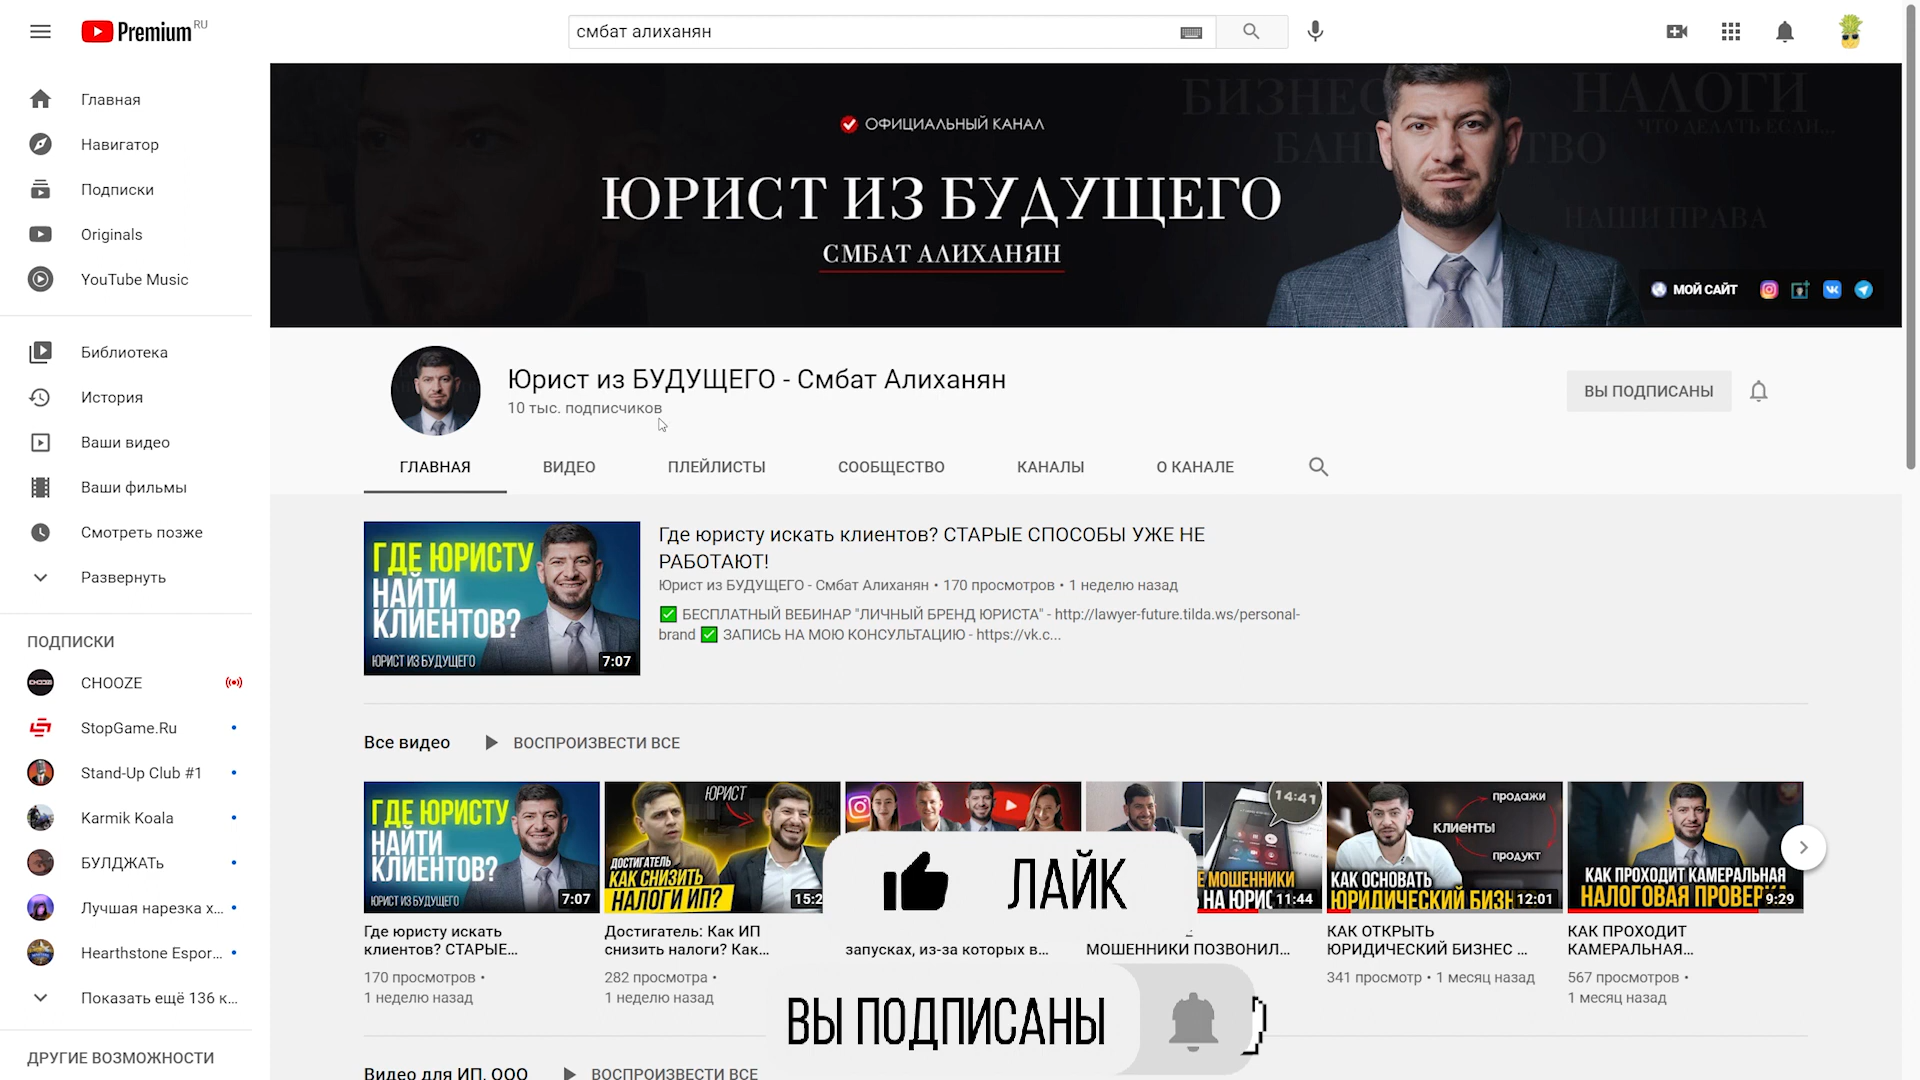 Premium RU
смбат алиханян
Главная
Навигатор
Подписки
Originals
YouTube Music
Библиотека
История
Ваши видео
Ваши фильмы
Смотреть позже
Развернуть
ПОДПИСКИ
CHOOZE
StopGame.Ru
Stand-Up Club #1
Karmik Koala
БУЛДЖАТЬ
Лучшая нарезка х...
Hearthstone Espor...
Показать ещё 136 к...
ДРУГИЕ ВОЗМОЖНОСТИ
ОФИЦИАЛЬНЫЙ КАНАЛ
ЮРИСТ ИЗ БУДУЩЕГО
СМБАТ АЛИХАНЯН
НАЛОГИ
ЧТО ДЕЛАТЬ ЕСЛИ...
НАШИ ПРАВА
МОЙ САЙТ
Юрист из БУДУЩЕГО - Смбат Алиханян
10 тыс. подписчиков
ВЫ ПОДПИСАНЫ
ГЛАВНАЯ
ВИДЕО
ПЛЕЙЛИСТЫ
СООБЩЕСТВО
КАНАЛЫ
О КАНАЛЕ
ГДЕ ЮРИСТУ
НАЙТИ
КЛИЕНТОВ?
ЮРИСТ ИЗ БУДУЩЕГО
7:07
Где юристу искать клиентов? СТАРЫЕ СПОСОБЫ УЖЕ НЕ
РАБОТАЮТ!
Юрист из БУДУЩЕГО - Смбат Алиханян • 170 просмотров • 1 неделю назад
✅ БЕСПЛАТНЫЙ ВЕБИНАР "ЛИЧНЫЙ БРЕНД ЮРИСТА" - http://lawyer-future.tilda.ws/personal-
brand ✅ ЗАПИСЬ НА МОЮ КОНСУЛЬТАЦИЮ - https://vk.c...
Все видео
ВОСПРОИЗВЕСТИ ВСЕ
ГДЕ ЮРИСТУ
НАЙТИ
КЛИЕНТОВ?
ЮРИСТ ИЗ БУДУЩЕГО
7:07
Где юристу искать
клиентов? СТАРЫЕ...
170 просмотров •
1 неделю назад
ЮРИСТ
ДОСТИГАТЕЛЬ
КАК СНИЗИТЬ
НАЛОГИ ИП?
15:2
Достигатель: Как ИП
снизить налоги? Как...
282 просмотра •
1 неделю назад
запусках, из-за которых в...
14:41
МОШЕННИКИ
НА ЮРИС
11:44
МОШЕННИКИ ПОЗВОНИЛ...
продажи
КЛИЕНТЫ
продукт
КАК ОСНОВАТЬ
ЮРИДИЧЕСКИЙ БИЗН
12:01
КАК ОТКРЫТЬ
ЮРИДИЧЕСКИЙ БИЗНЕС ...
341 просмотр • 1 месяц назад
КАК ПРОХОДИТ КАМЕРАЛЬНАЯ
НАЛОГОВАЯ ПРОВЕРК
9:29
КАК ПРОХОДИТ
КАМЕРАЛЬНАЯ...
567 просмотров •
1 месяц назад
ЛАЙК
ВЫ ПОДПИСАНЫ
Видео для ИП, ООО
ВОСПРОИЗВЕСТИ ВСЕ